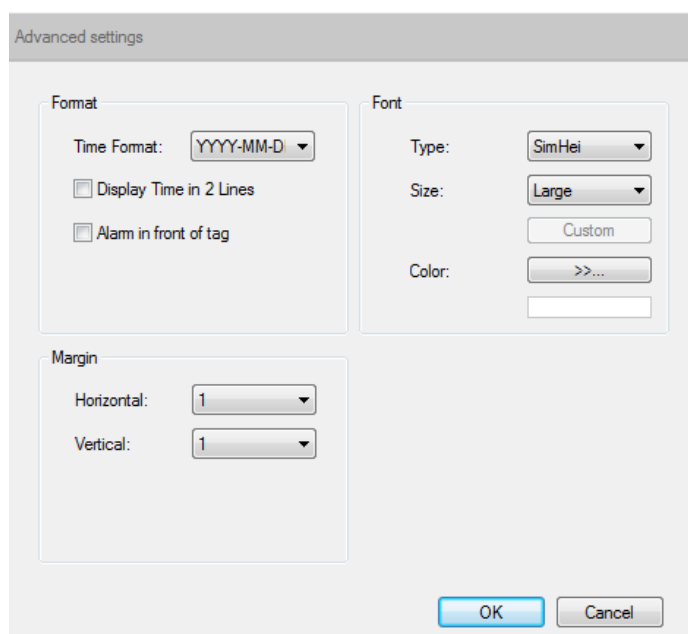 Advanced settings
Format
Time Format: YYYY-MM-D
Display Time in 2 Lines
Alarm in front of tag
Font
Type: SimHei
Size: Large
Custom
Color: >>...
Margin
Horizontal: 1
Vertical: 1
OK Cancel